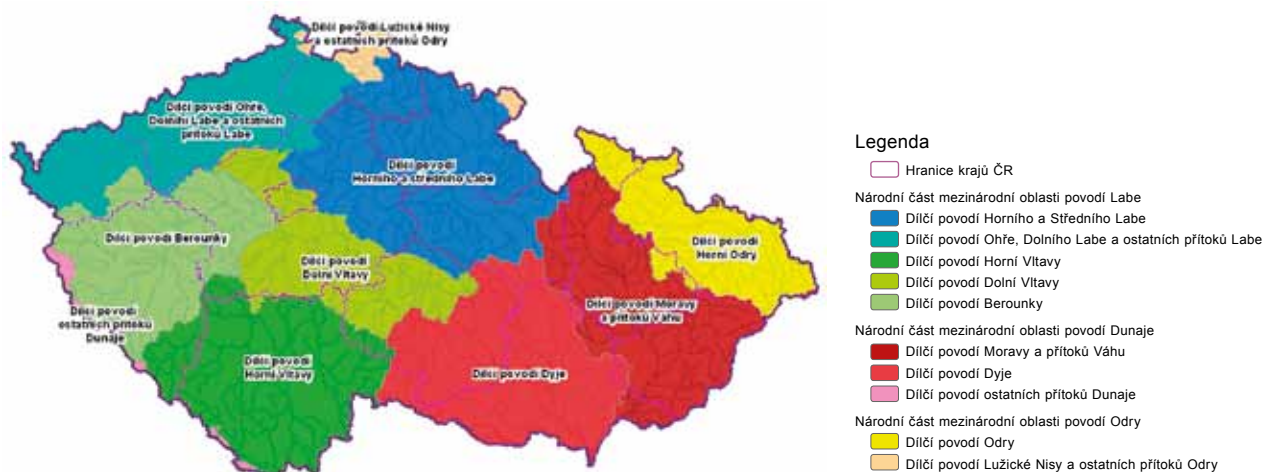 Dílčí povodí Lužické Nisy
a ostatních přítoků Odry
Dílčí povodí Ohře,
Dolního Labe a ostatních
přítoků Labe
Dílčí povodí
Horního a středního Labe
Dílčí povodí Berounky
Dílčí povodí
Dolní Vltavy
Dílčí povodí
Horní Odry
Dílčí povodí
ostatních přítoků
Dunaje
Dílčí povodí Moravy
a přítoků Váhu
Dílčí povodí
Horní Vltavy
Dílčí povodí Dyje
Legenda
Hranice krajů ČR
Národní část mezinárodní oblasti povodí Labe
Dílčí povodí Horního a Středního Labe
Dílčí povodí Ohře, Dolního Labe a ostatních přítoků Labe
Dílčí povodí Horní Vltavy
Dílčí povodí Dolní Vltavy
Dílčí povodí Berounky
Národní část mezinárodní oblasti povodí Dunaje
Dílčí povodí Moravy a přítoků Váhu
Dílčí povodí Dyje
Dílčí povodí ostatních přítoků Dunaje
Národní část mezinárodní oblasti povodí Odry
Dílčí povodí Odry
Dílčí povodí Lužické Nisy a ostatních přítoků Odry